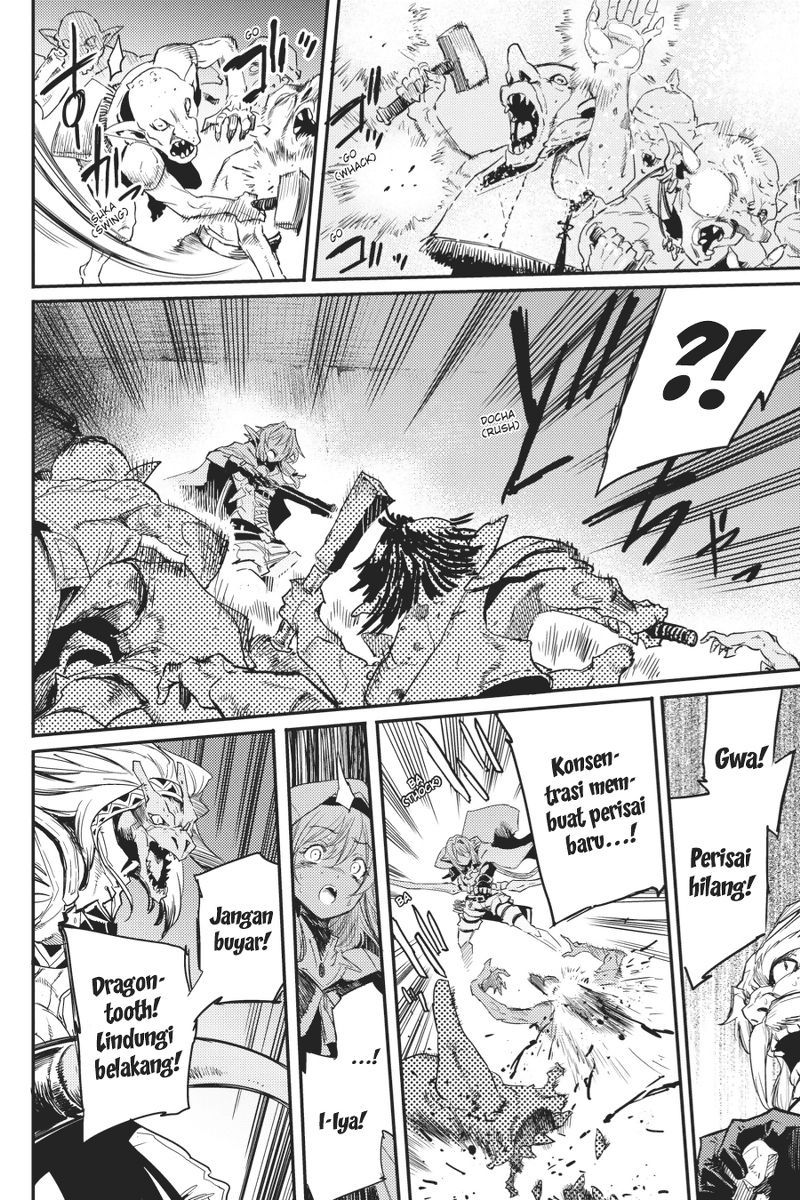 GO
GO
(WHACK)
GO
SUKA
(SWING)
?!
DOCHA
(RUSH)
Gwa!
Perisai
hilang!
Konsen-
trasi mem-
buat perisai
baru...!
BA
(SHOCK)
BA
...!
I-Iya!
Jangan
buyar!
Dragon-
tooth!
Lindungi
belakang!